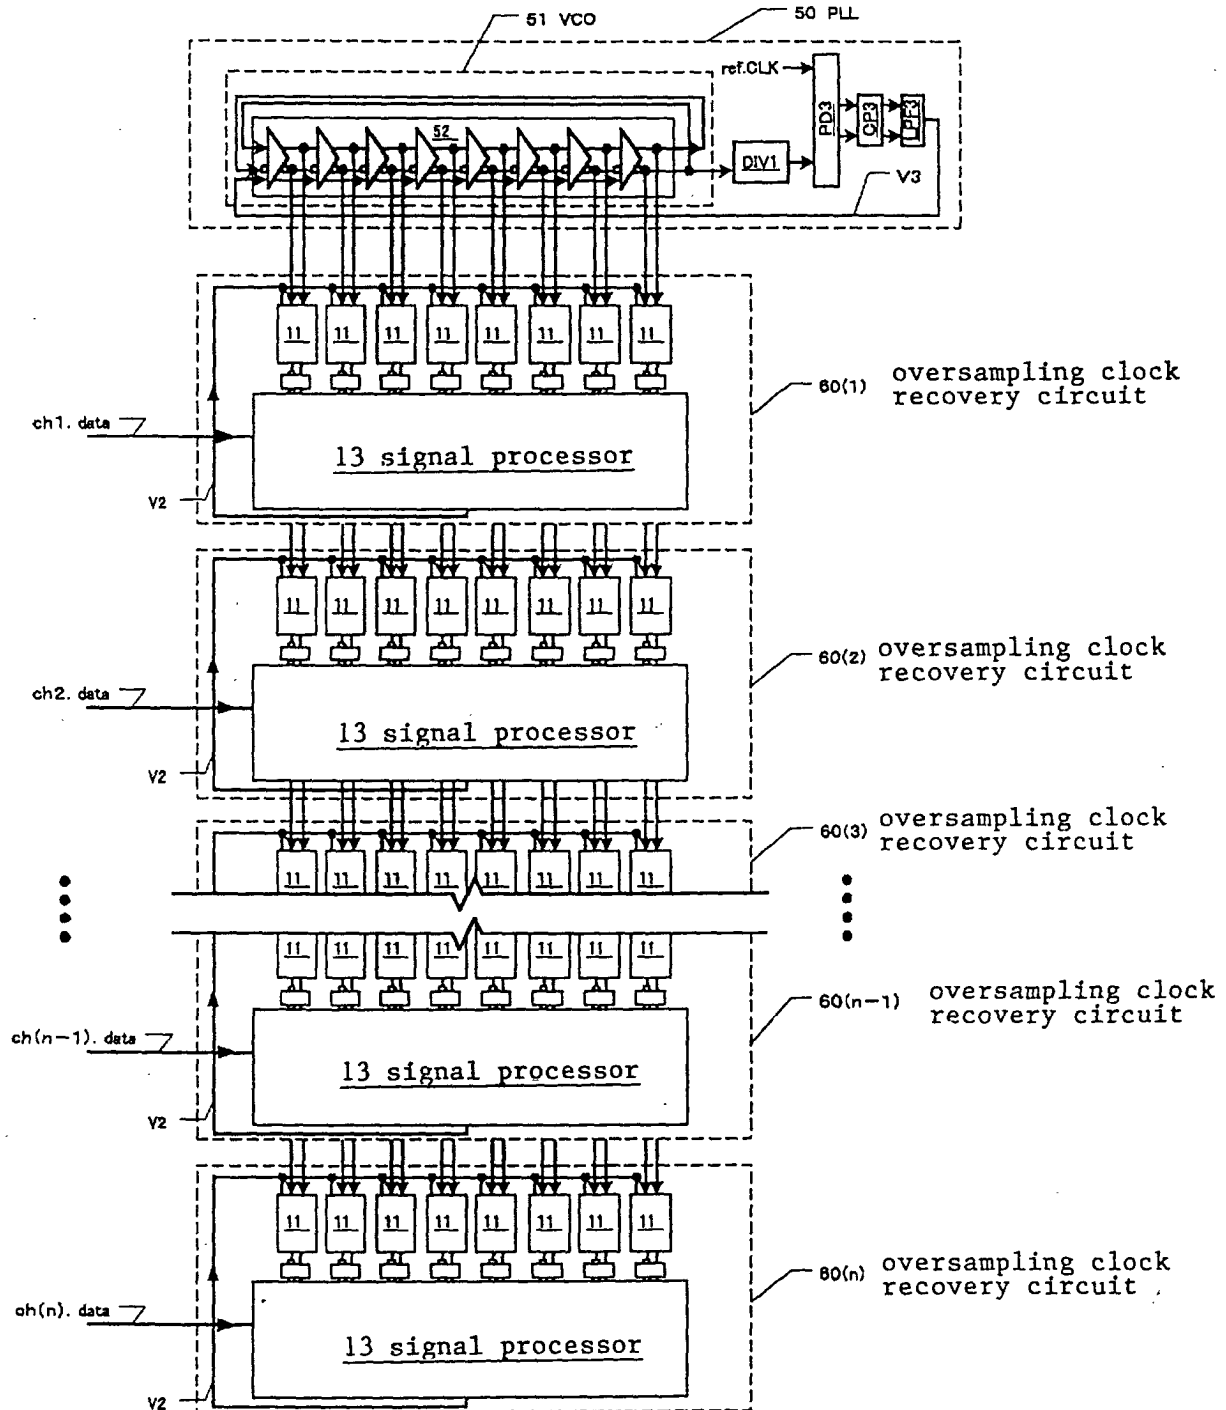 51 VCO
50 PLL
ref.CLK
52
DIV1
PD3
CP3
LPF3
V3
11 11 11 11 11 11 11 11
60(1) oversampling clock
recovery circuit
ch1. data
13 signal processor
V2
11 11 11 11 11 11 11 11
60(2) oversampling clock
recovery circuit
ch2. data
13 signal processor
V2
60(3) oversampling clock
recovery circuit
11 11 11 11 11 11 11 11
11 11 11 11 11 11 11 11
60(n-1) oversampling clock
recovery circuit
ch(n-1). data
13 signal processor
V2
11 11 11 11 11 11 11 11
60(n) oversampling clock
recovery circuit
ch(n). data
13 signal processor
V2